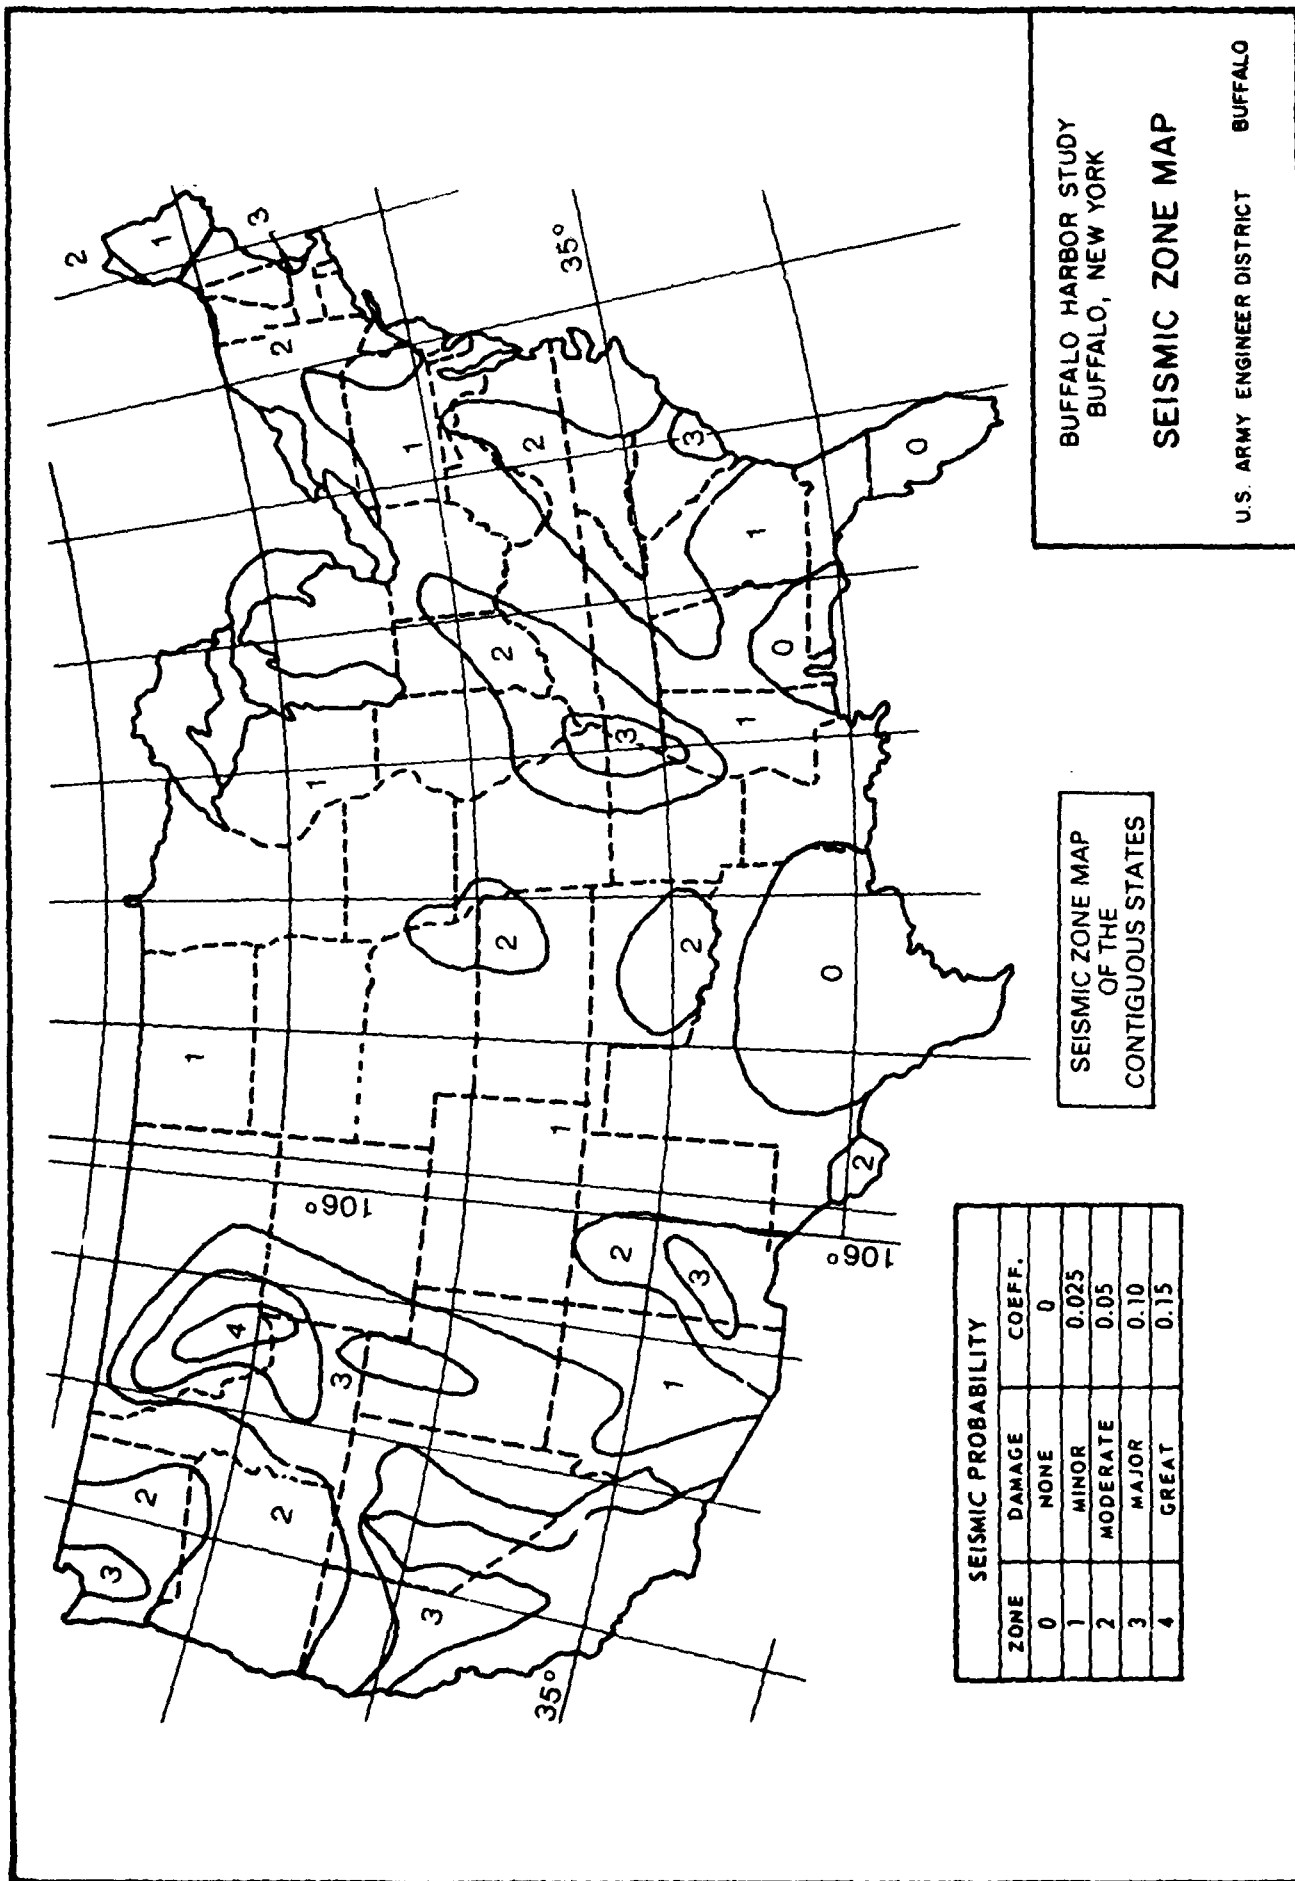 2
1
3
2
1
2
3
0
1
0
1
2
3
1
2
2
0
1
1
2
2
3
1
4
3
3
2
2
3
35°
35°
106°
106°
BUFFALO HARBOR STUDY
BUFFALO, NEW YORK
SEISMIC ZONE MAP
U.S. ARMY ENGINEER DISTRICT BUFFALO
SEISMIC ZONE MAP
OF THE
CONTIGUOUS STATES
SEISMIC PROBABILITY
ZONE DAMAGE COEFF.
0 NONE 0
1 MINOR 0.025
2 MODERATE 0.05
3 MAJOR 0.10
4 GREAT 0.15